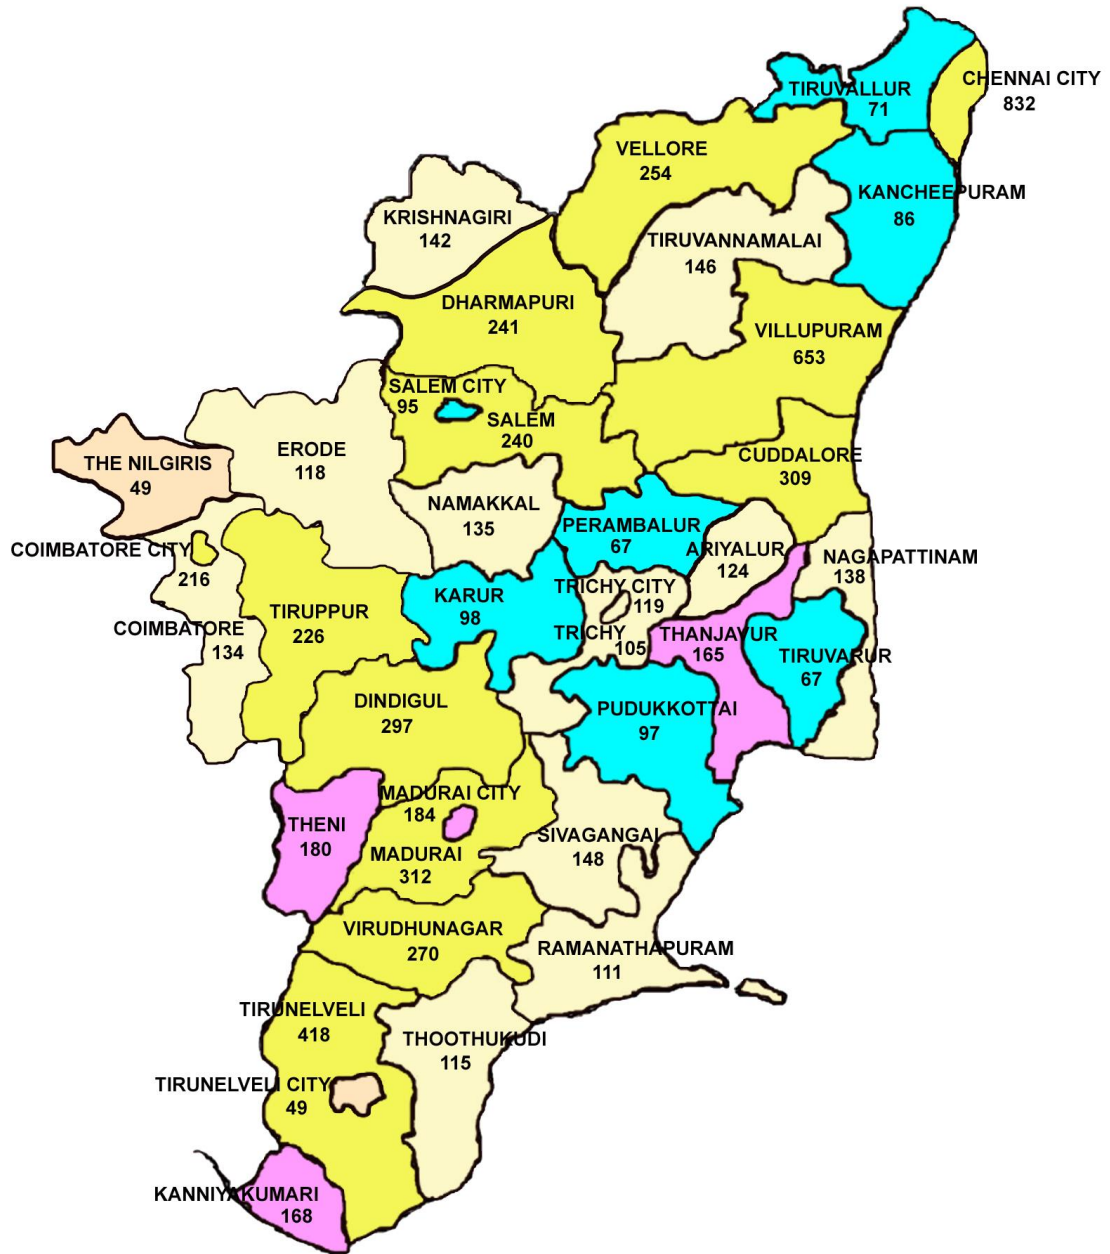 CHENNAI CITY
832
TIRUVALLUR
71
VELLORE
254
KANCHEEPURAM
86
KRISHNAGIRI
142
TIRUVANNAMALAI
146
DHARMAPURI
241
VILLUPURAM
653
SALEM CITY
95
SALEM
240
ERODE
118
CUDDALORE
309
THE NILGIRIS
49
NAMAKKAL
135
PERAMBALUR
67
ARIYALUR
124
NAGAPATTINAM
138
COIMBATORE CITY
216
TRICHY CITY
119
KARUR
98
TIRUPPUR
226
COIMBATORE
134
TRICHY
105
THANJAVUR
165
TIRUVARUR
67
DINDIGUL
297
PUDUKKOTTAI
97
MADURAI CITY
184
THENI
180
SIVAGANGAI
148
MADURAI
312
VIRUDHUNAGAR
270
RAMANATHAPURAM
111
TIRUNELVELI
418
THOOTHUKUDI
115
TIRUNELVELI CITY
49
KANNIYAKUMARI
168